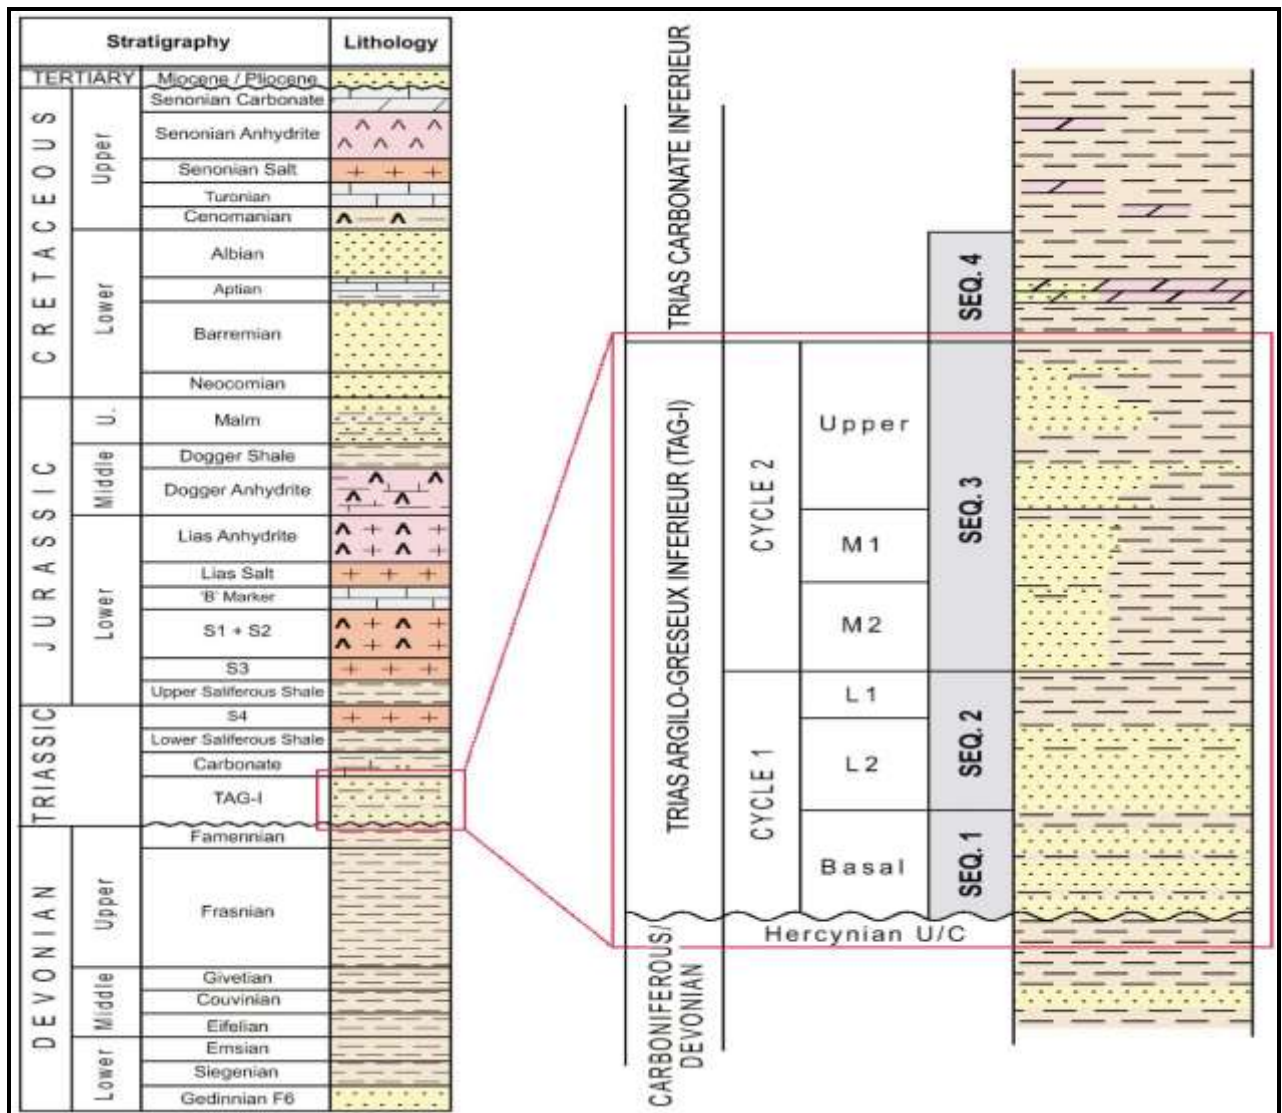 Stratigraphy Lithology
TERTIARY Miocene / Pliocene
CRETACEOUS
Upper
Senonian Carbonate
Senonian Anhydrite
Senonian Salt
Turonian
Cenomanian
Lower
Albian
Aptian
Barremian
Neocomian
JURASSIC
U.
Malm
Middle
Dogger Shale
Dogger Anhydrite
Lower
Lias Anhydrite
Lias Salt
'B' Marker
S1 + S2
S3
Upper Saliferous Shale
TRIASSIC
S4
Lower Saliferous Shale
Carbonate
TAG-I
DEVONIAN
Upper
Famennian
Frasnian
Middle
Givetian
Couvinian
Eifelian
Lower
Emsian
Siegenian
Gedinnian F6
TRIAS CARBONATE INFERIEUR
TRIAS ARGILO-GRESEUX INFERIEUR (TAG-I)
CARBONIFEROUS/
DEVONIAN
CYCLE 2
Upper
M1
M2
CYCLE 1
L1
L2
Basal
SEQ. 4
SEQ. 3
SEQ. 2
SEQ. 1
Hercynian U/C